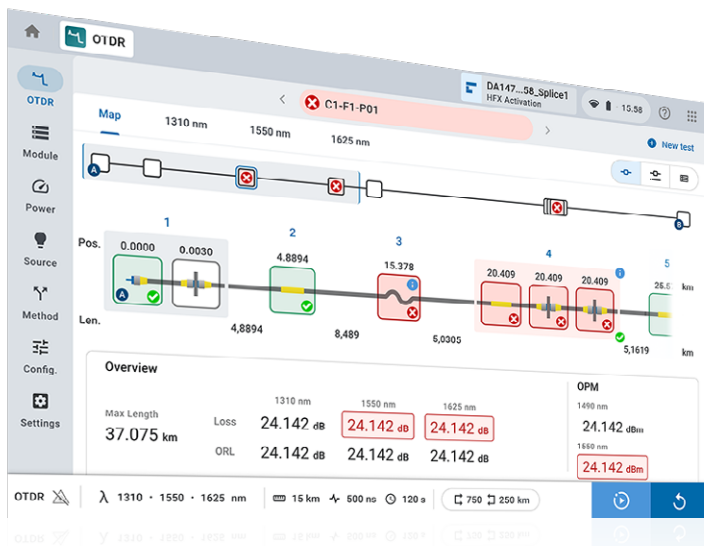 OTDR
DA147...58_Splice1
HFX Activation
15.58
OTDR
C1-F1-P01
Map
1310 nm
1550 nm
1625 nm
New test
Module
A
B
Power
1
2
3
4
5
Pos.
0.0000
0.0030
4.8894
15.378
20.409
20.409
20.409
km
Source
A
Method
Len.
4,8894
8,489
5,0305
5,1619
km
Config.
Overview
OPM
1310 nm
1550 nm
1625 nm
1490 nm
Max Length
Loss
24.142 dB
24.142 dB
24.142 dB
24.142 dBm
Settings
37.075 km
ORL
24.142 dB
24.142 dB
24.142 dB
1550 nm
24.142 dBm
OTDR
λ 1310 · 1550 · 1625 nm
15 km
500 ns
120 s
750
250 km